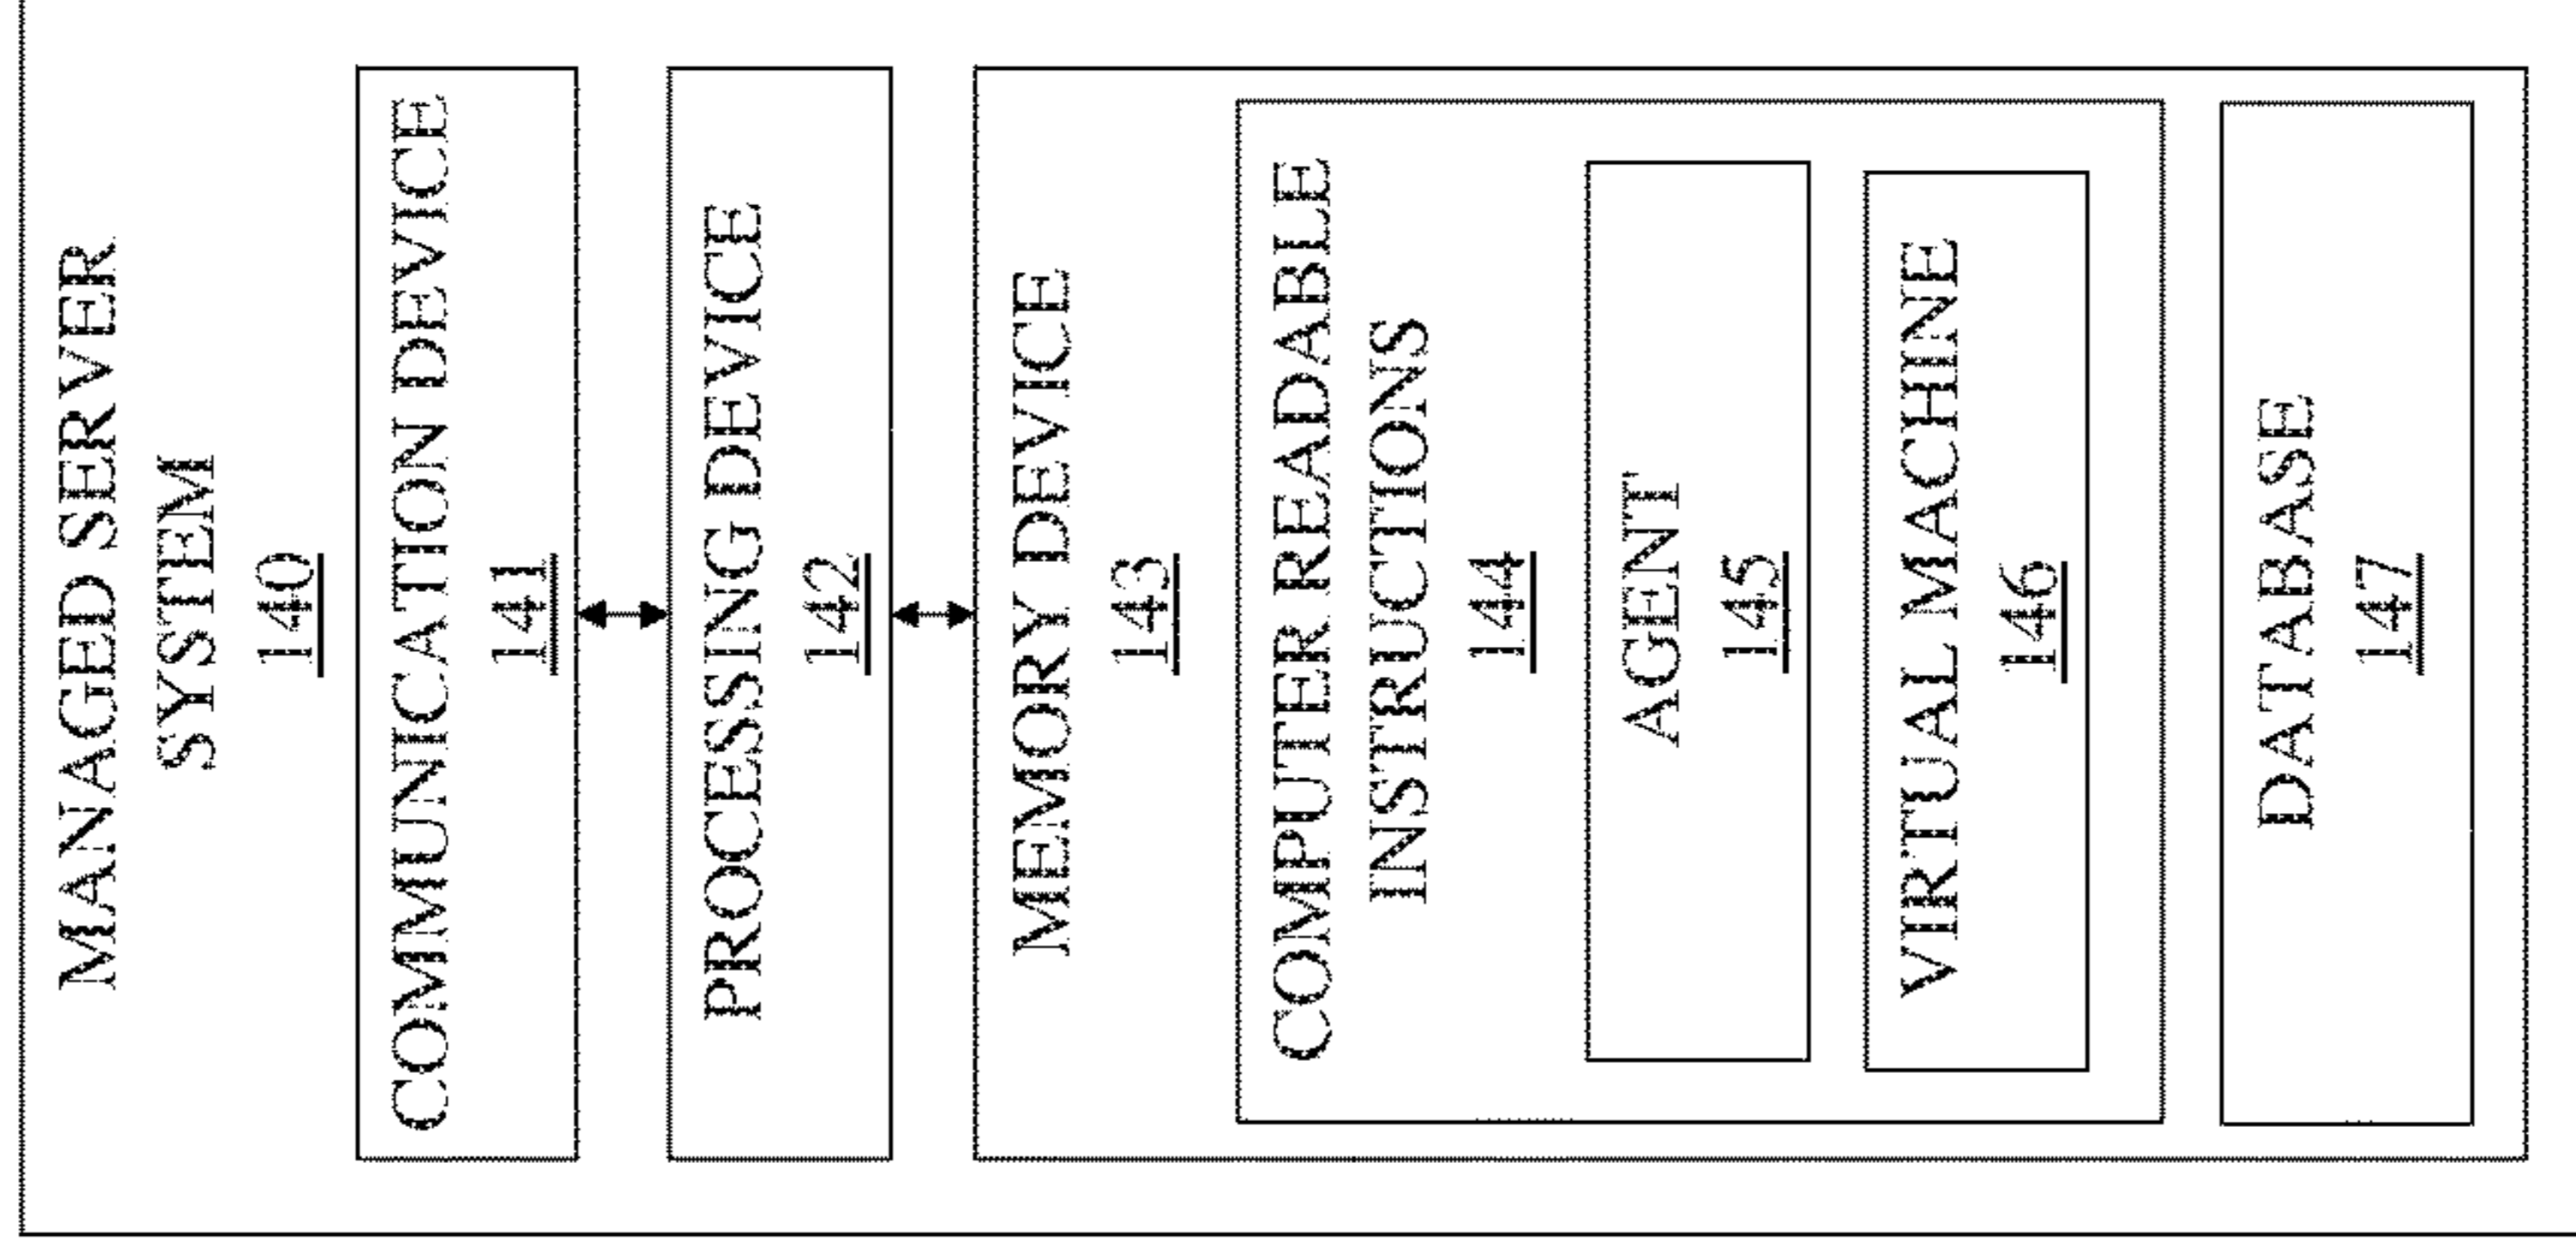 MANAGED SERVER
SYSTEM
140
COMMUNICATION DEVICE
141
PROCESSING DEVICE
142
MEMORY DEVICE
143
COMPUTER READABLE
INSTRUCTIONS
144
AGENT
145
VIRTUAL MACHINE
146
DATABASE
147